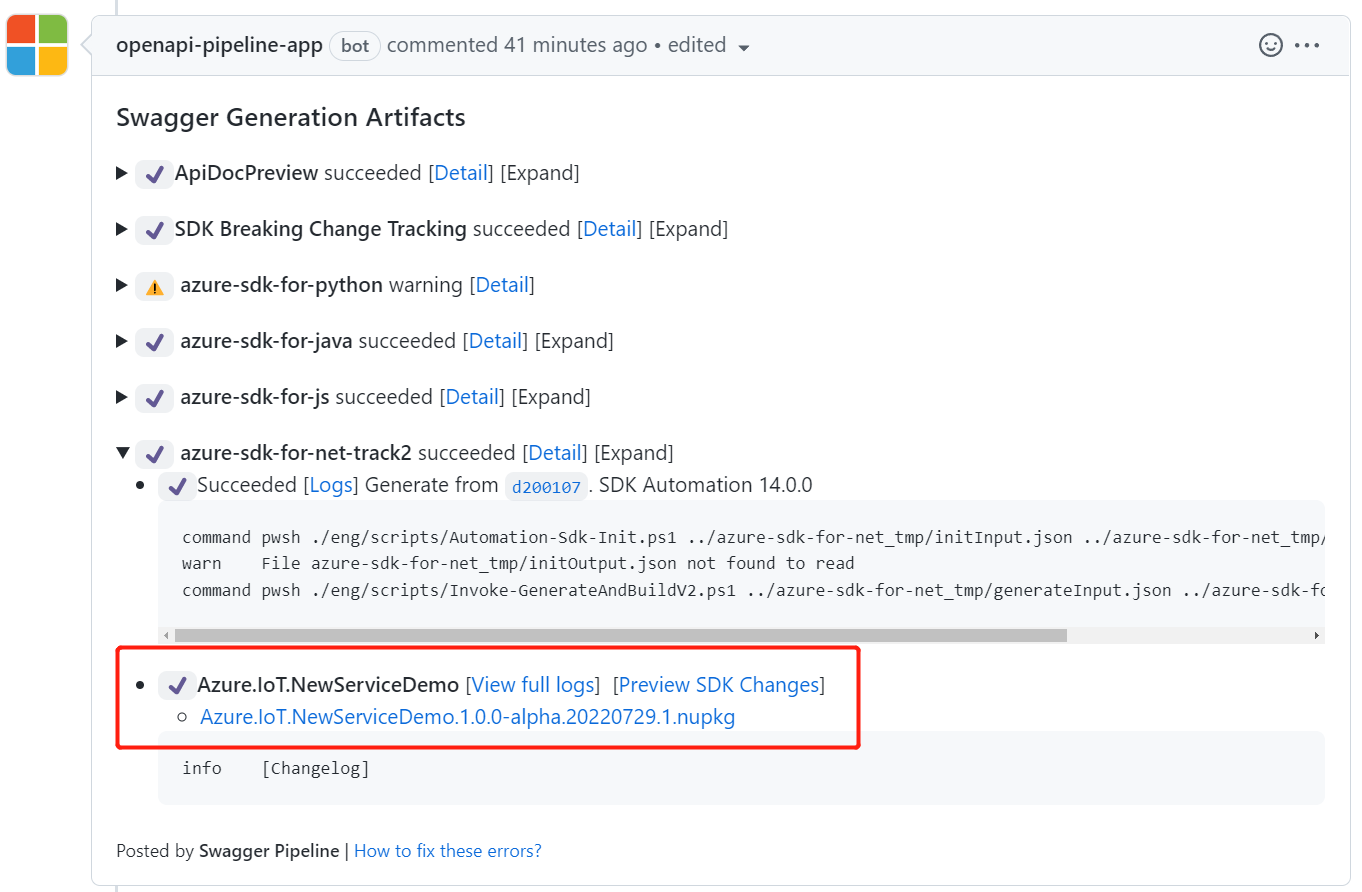 openapi-pipeline-app bot commented 41 minutes ago • edited
Swagger Generation Artifacts
ApiDocPreview succeeded [Detail] [Expand]
SDK Breaking Change Tracking succeeded [Detail] [Expand]
azure-sdk-for-python warning [Detail]
azure-sdk-for-java succeeded [Detail] [Expand]
azure-sdk-for-js succeeded [Detail] [Expand]
azure-sdk-for-net-track2 succeeded [Detail] [Expand]
Succeeded [Logs] Generate from d200107. SDK Automation 14.0.0
command pwsh ./eng/scripts/Automation-Sdk-Init.ps1 ../azure-sdk-for-net_tmp/initInput.json ../azure-sdk-for-net_tmp/
warn File azure-sdk-for-net_tmp/initOutput.json not found to read
command pwsh ./eng/scripts/Invoke-GenerateAndBuildV2.ps1 ../azure-sdk-for-net_tmp/generateInput.json ../azure-sdk-fo
Azure.IoT.NewServiceDemo [View full logs] [Preview SDK Changes]
Azure.IoT.NewServiceDemo.1.0.0-alpha.20220729.1.nupkg
info [Changelog]
Posted by Swagger Pipeline | How to fix these errors?